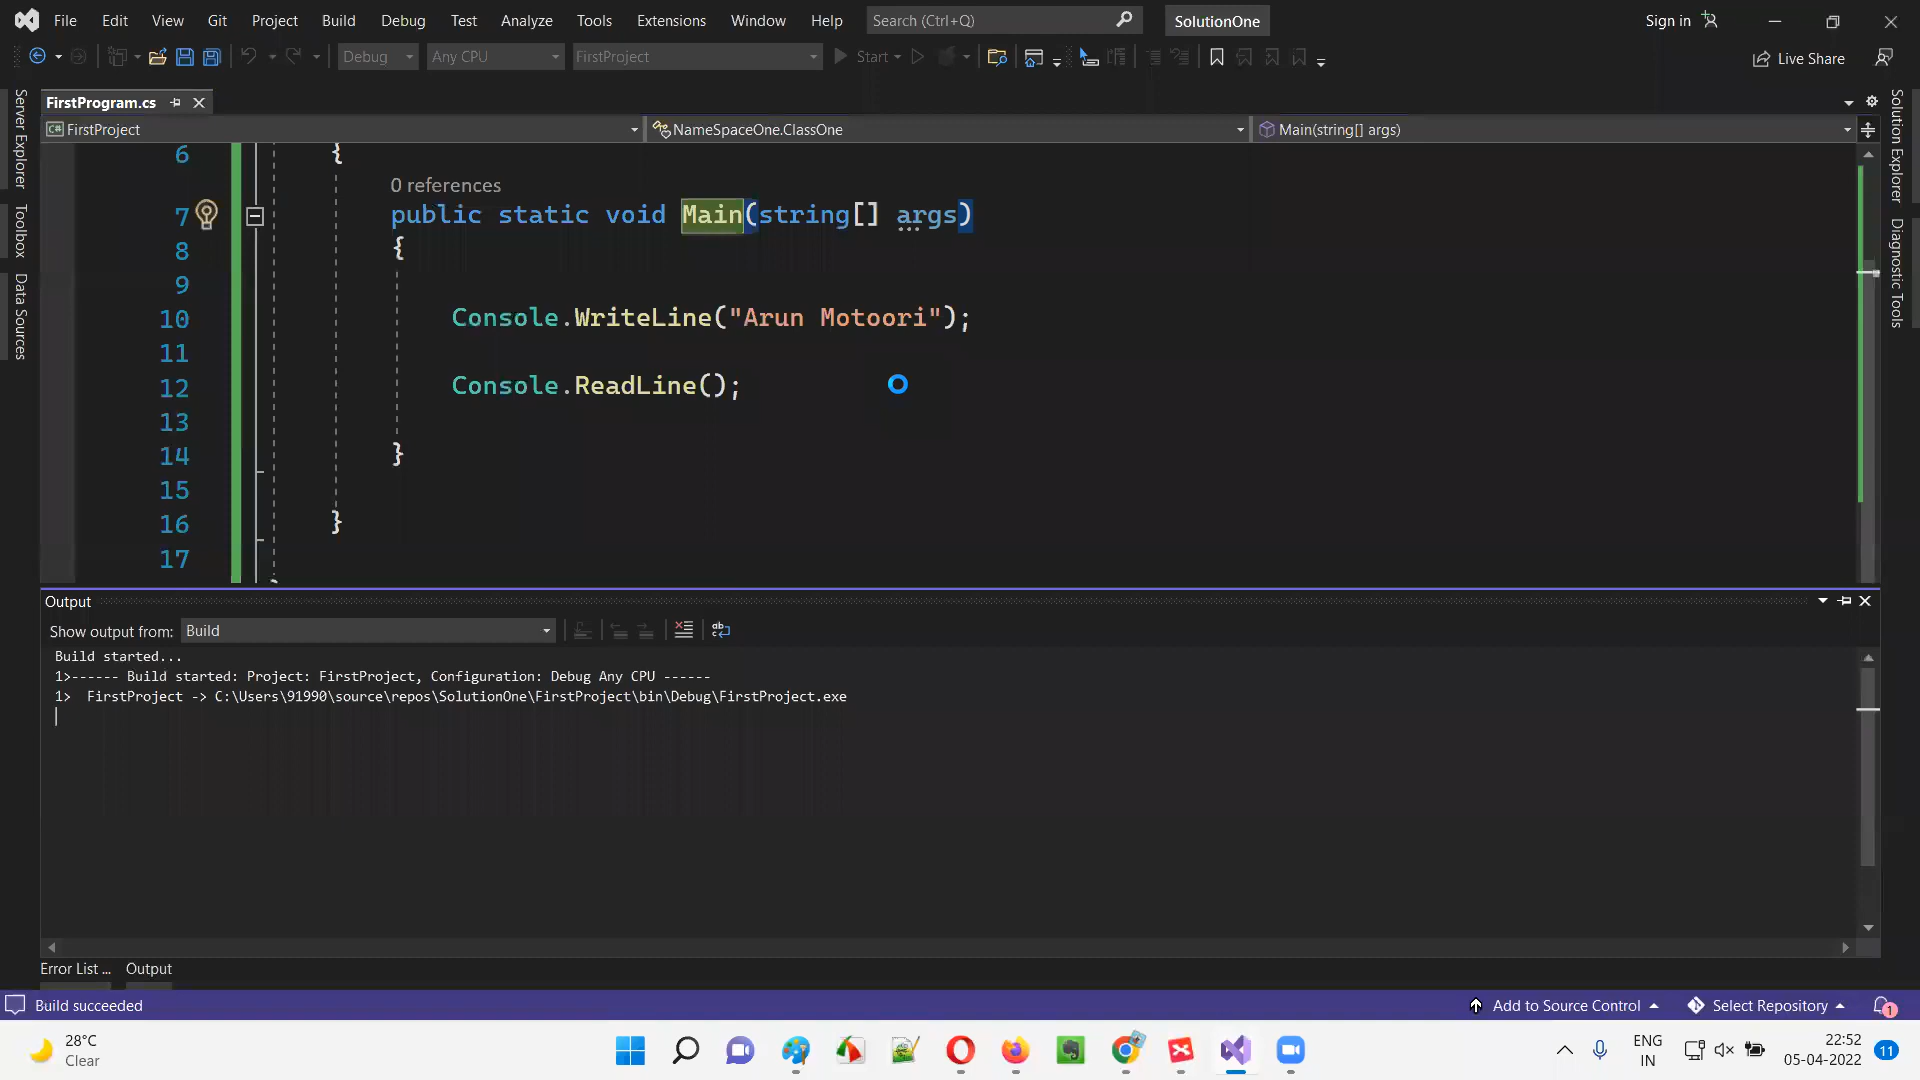 File Edit View Git Project Build Debug Test Analyze Tools Extensions Window Help Search (Ctrl+Q) SolutionOne Sign in
Debug Any CPU FirstProject Start Live Share
FirstProgram.cs
FirstProject NameSpaceOne.ClassOne Main(string[] args)
Server Explorer
Toolbox
Data Sources
Solution Explorer
Diagnostic Tools
6 {
0 references
7 public static void Main(string[] args)
8 {
9
10 Console.WriteLine("Arun Motoori");
11
12 Console.ReadLine();
13
14 }
15
16 }
17
Output
Show output from: Build
Build started...
1>------ Build started: Project: FirstProject, Configuration: Debug Any CPU ------
1>  FirstProject -> C:\Users\91990\source\repos\SolutionOne\FirstProject\bin\Debug\FirstProject.exe
Error List ... Output
Build succeeded Add to Source Control Select Repository 1
28°C ENG 22:52
Clear IN 05-04-2022 11